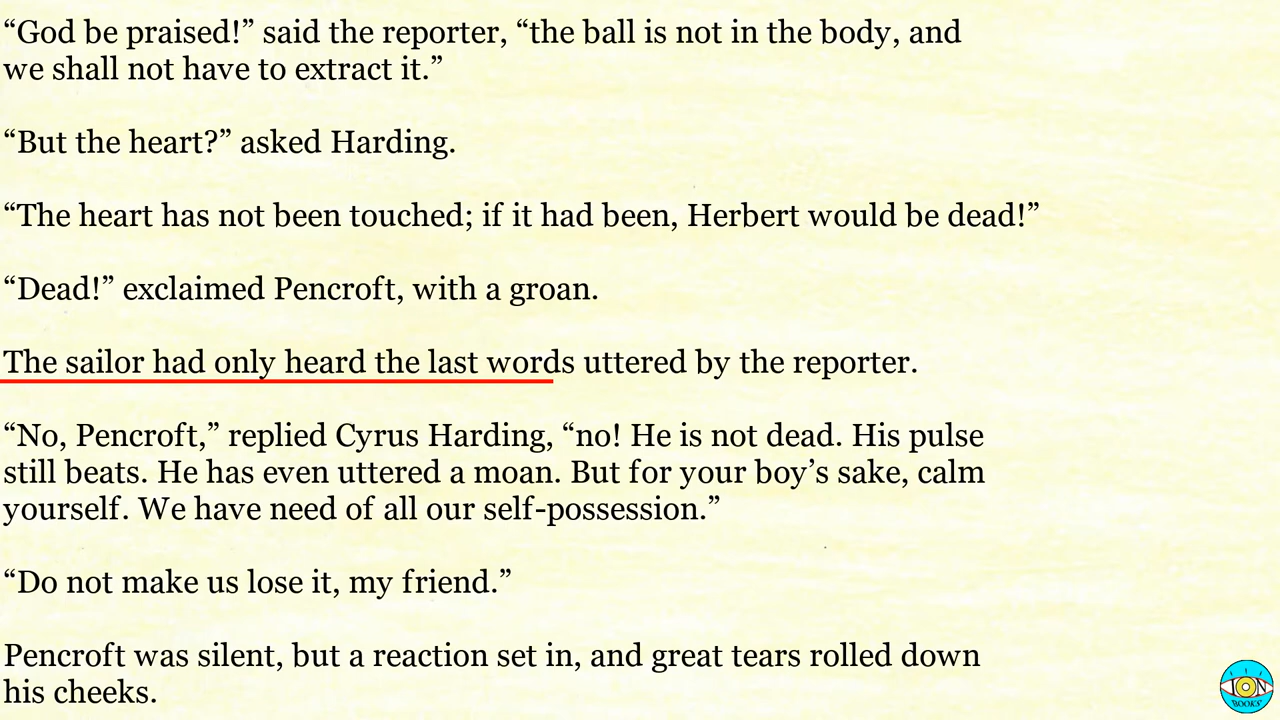 “God be praised!” said the reporter, “the ball is not in the body, and
we shall not have to extract it.”
“But the heart?” asked Harding.
“The heart has not been touched; if it had been, Herbert would be dead!”
“Dead!” exclaimed Pencroft, with a groan.
The sailor had only heard the last words uttered by the reporter.
“No, Pencroft,” replied Cyrus Harding, “no! He is not dead. His pulse
still beats. He has even uttered a moan. But for your boy’s sake, calm
yourself. We have need of all our self-possession.”
“Do not make us lose it, my friend.”
Pencroft was silent, but a reaction set in, and great tears rolled down
his cheeks.
ION
BOOKS